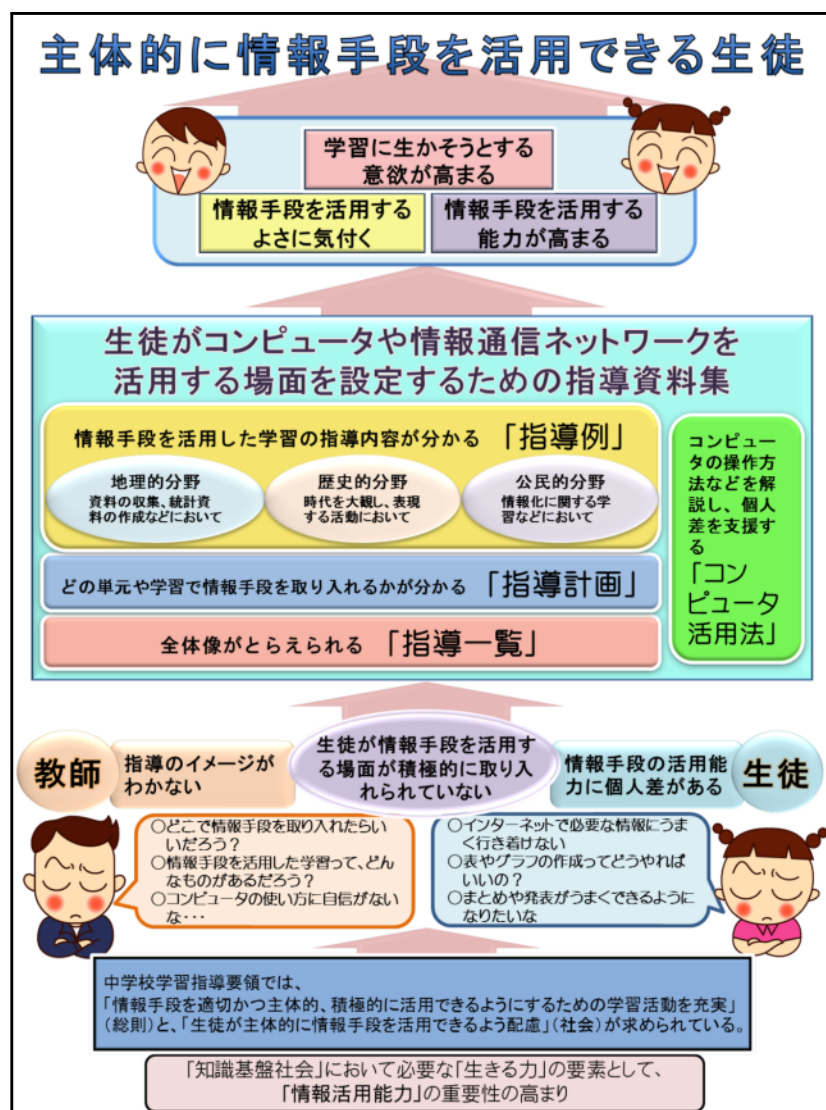 主体的に情報手段を活用できる生徒
学習に生かそうとする
意欲が高まる
情報手段を活用する
よさに気付く
情報手段を活用する
能力が高まる
生徒がコンピュータや情報通信ネットワークを
活用する場面を設定するための指導資料集
情報手段を活用した学習の指導内容が分かる 「指導例」
地理的分野
資料の収集、統計資
料の作成などにおいて
歴史的分野
時代を大観し、表現
する活動において
公民的分野
情報化に関する学
習などにおいて
どの単元や学習で情報手段を取り入れるかが分かる 「指導計画」
全体像がとらえられる 「指導一覧」
コンピュー
タの操作方
法などを解
説し、個人
差を支援す
る
「コン
ピュータ
活用法」
教師
指導のイメージが
わかない
生徒が情報手段を活用す
る場面が積極的に取り入
れられていない
情報手段の活用能
力に個人差がある
生徒
○どこで情報手段を取り入れたらい
いだろう？
○情報手段を活用した学習って、どん
なものがあるだろう？
○コンピュータの使い方に自信がない
な・・・
○インターネットで必要な情報にうま
く行き着けない
○表やグラフの作成ってどうやれば
いいの？
○まとめや発表がうまくできるように
なりたいな
中学校学習指導要領では、
「情報手段を適切かつ主体的、積極的に活用できるようにするための学習活動を充実」
（総則）と、「生徒が主体的に情報手段を活用できるよう配慮」（社会）が求められている。
「知識基盤社会」において必要な「生きる力」の要素として、
「情報活用能力」の重要性の高まり